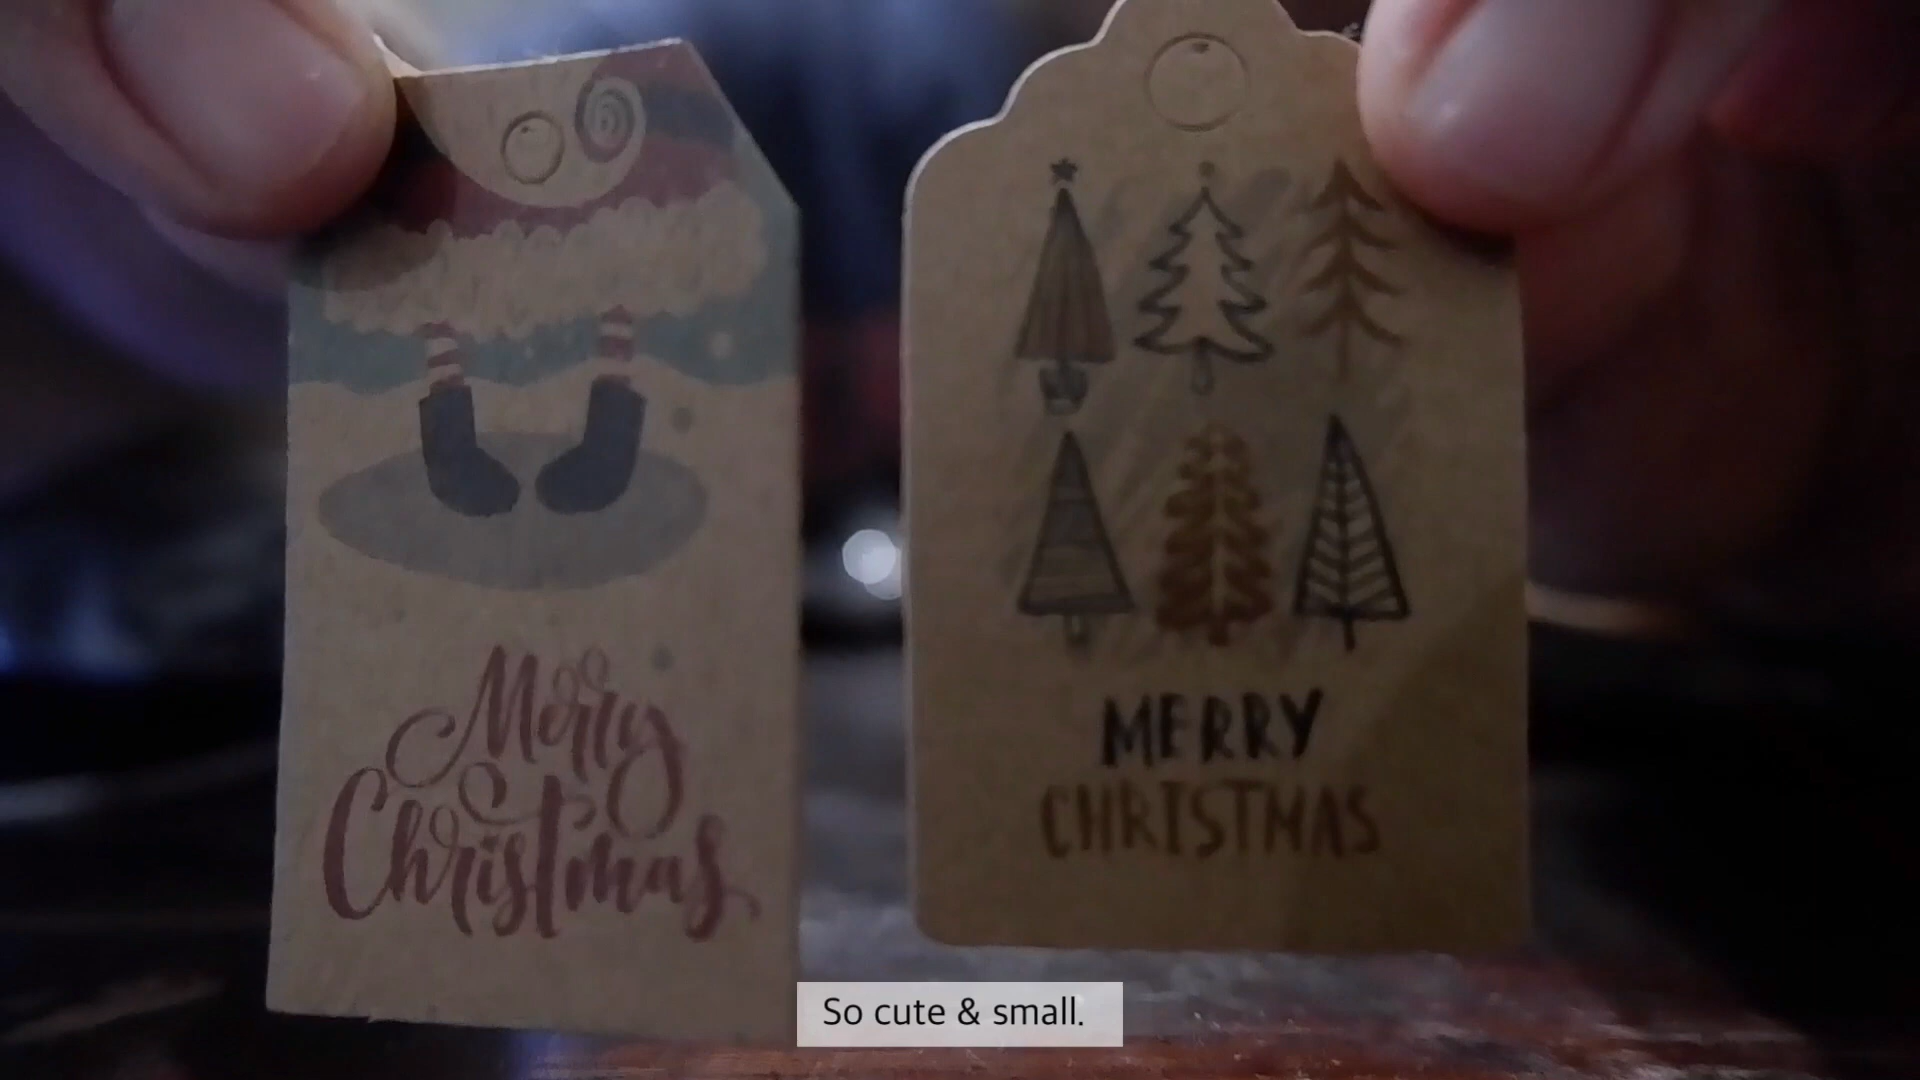 Merry
Christmas
MERRY
CHRISTMAS
So cute & small.